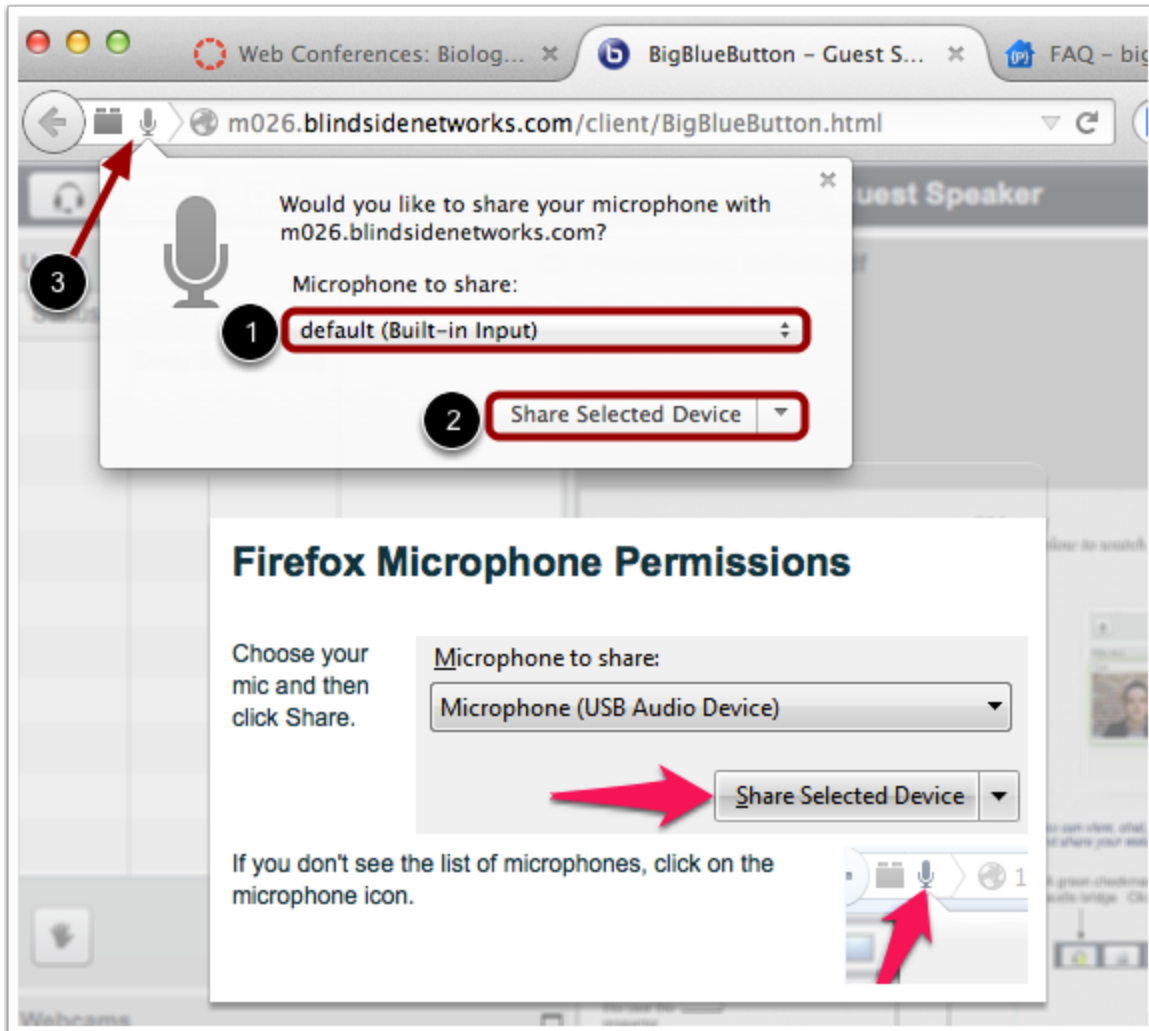 Web Conferences: Biolog...
BigBlueButton – Guest S...
FAQ – big
m026.blindsidenetworks.com/client/BigBlueButton.html
uest Speaker
Would you like to share your microphone with
m026.blindsidenetworks.com?
Microphone to share:
3
1
default (Built-in Input)
2
Share Selected Device
Firefox Microphone Permissions
Choose your
mic and then
click Share.
Microphone to share:
Microphone (USB Audio Device)
Share Selected Device
If you don't see the list of microphones, click on the
microphone icon.
1
Webcams